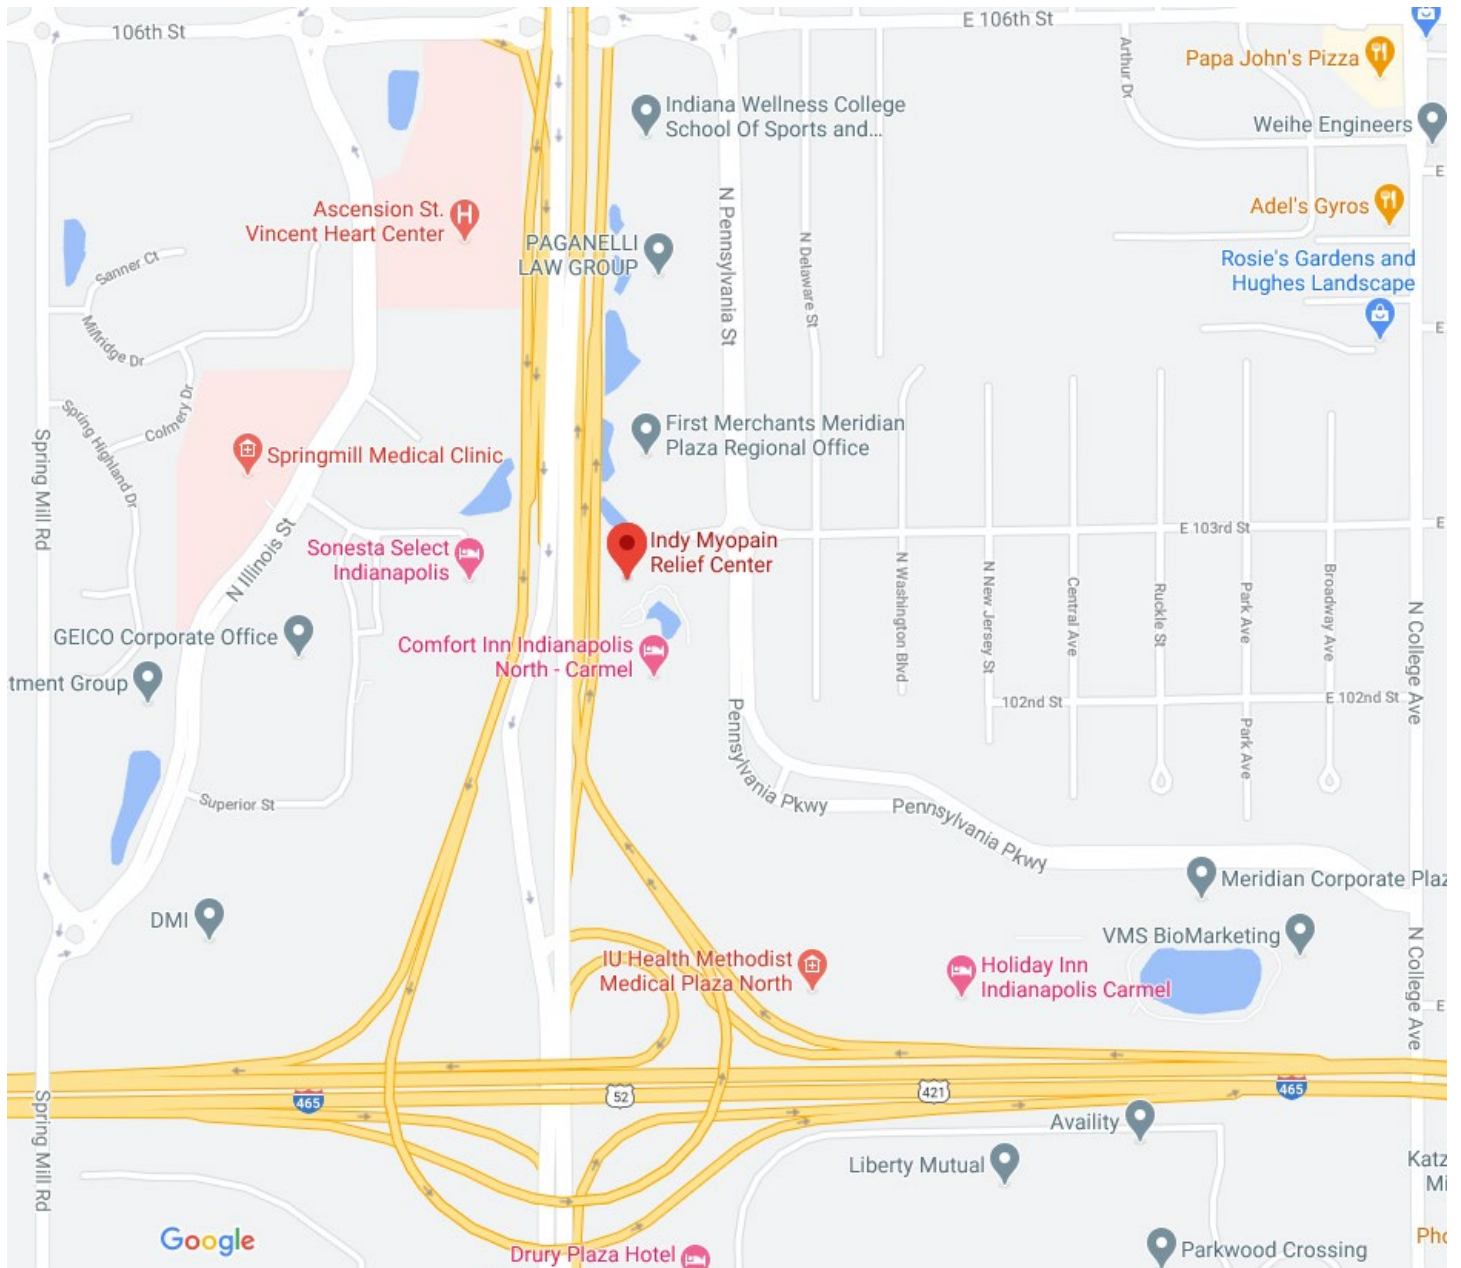 106th St
E 106th St
Arthur Dr
Papa John's Pizza
Indiana Wellness College
School Of Sports and...
Weihe Engineers
E
N Pennsylvania St
Ascension St.
Vincent Heart Center
H
Adel's Gyros
PAGANELLI
LAW GROUP
N Delaware St
Sanner Ct
Rosie's Gardens and
Hughes Landscape
Millridge Dr
E
Colmery Dr
Spring Highland Dr
First Merchants Meridian
Plaza Regional Office
Spring Mill Rd
Springmill Medical Clinic
N Illinois St
E 103rd St
E
Sonesta Select
Indianapolis
Indy Myopain
Relief Center
N Washington Blvd
N New Jersey St
Central Ave
Ruckle St
Park Ave
Broadway Ave
N College Ave
GEICO Corporate Office
Comfort Inn Indianapolis
North - Carmel
tment Group
102nd St
E 102nd St
Park Ave
Pennsylvania Pkwy
Superior St
Pennsylvania Pkwy
Meridian Corporate Plaz
DMI
VMS BioMarketing
N College Ave
IU Health Methodist
Medical Plaza North
Holiday Inn
Indianapolis Carmel
E
465
52
421
465
Spring Mill Rd
Availity
Liberty Mutual
Katz
Mi
Google
Drury Plaza Hotel
Parkwood Crossing
Pho